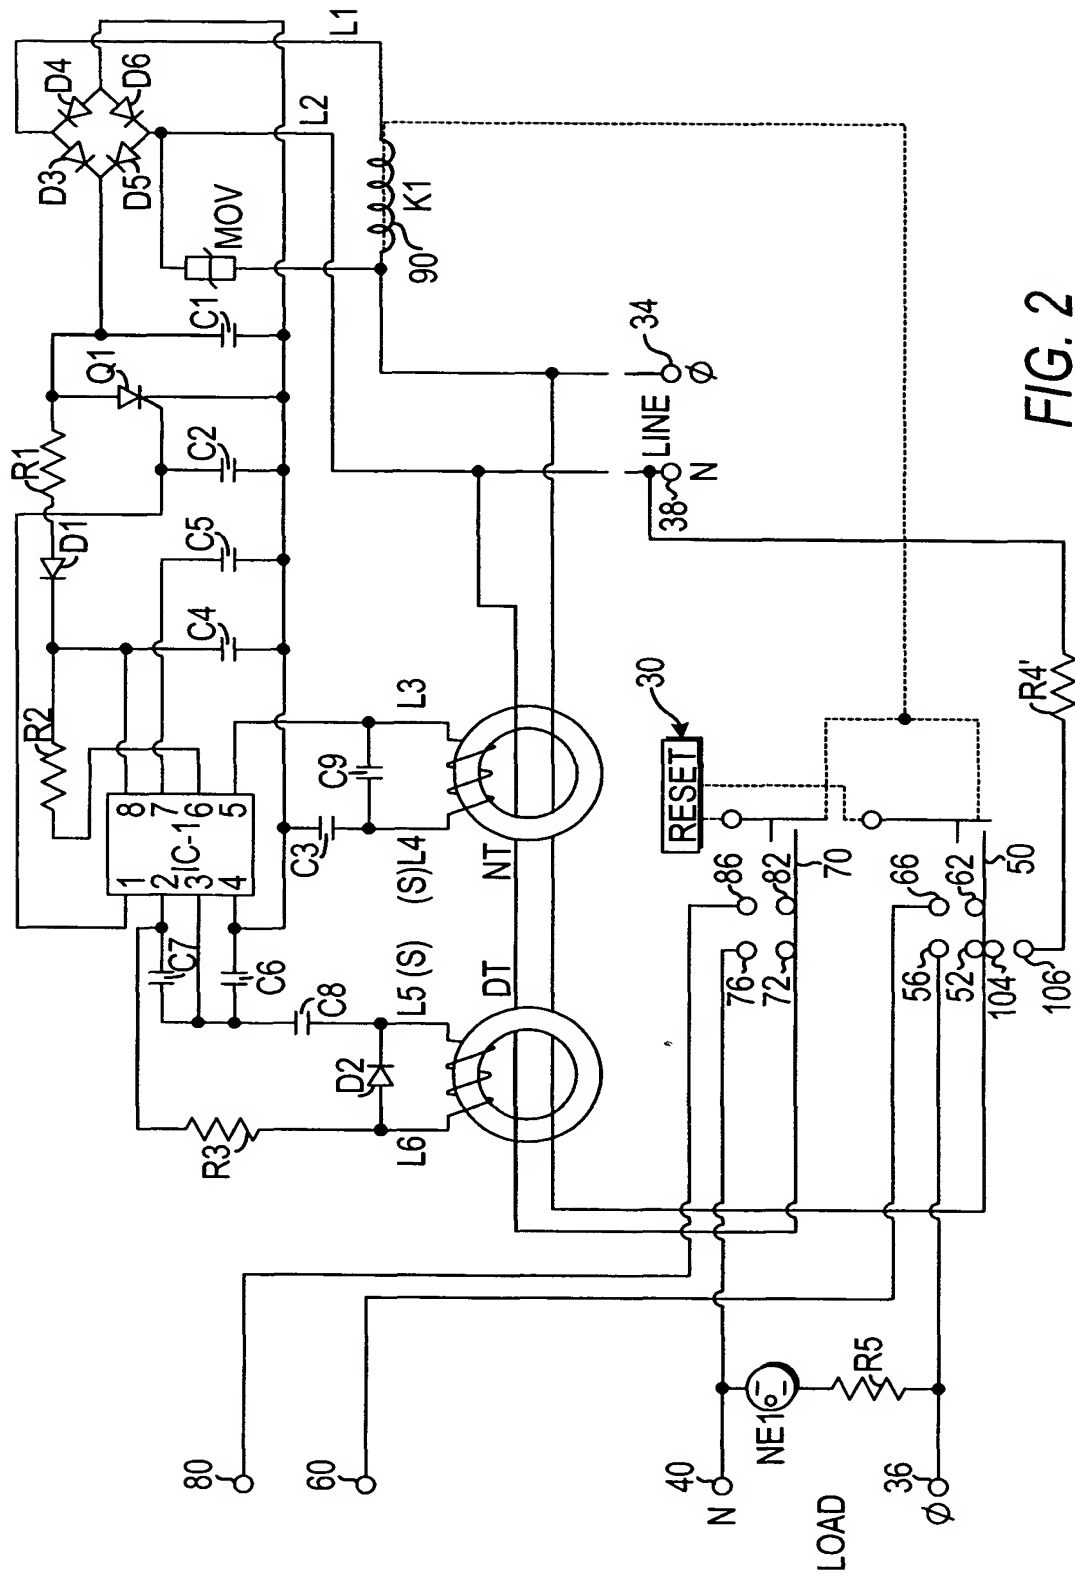 L1
D4
D6
D3
D5
L2
MOV
K1
90
C1
Q1
C2
R1
D1
C5
C4
R2
1
2
3
4
8
7
6
5
IC-1
C7
C6
C8
C3
C9
L3
(S)L4
NT
L5 (S)
DT
L6
D2
R3
34
LINE
Φ
38
N
R4'
30
RESET
86
82
70
76
72
66
62
50
56
52
104
106
80
60
40
N
NE1
R5
LOAD
36
Φ
FIG. 2